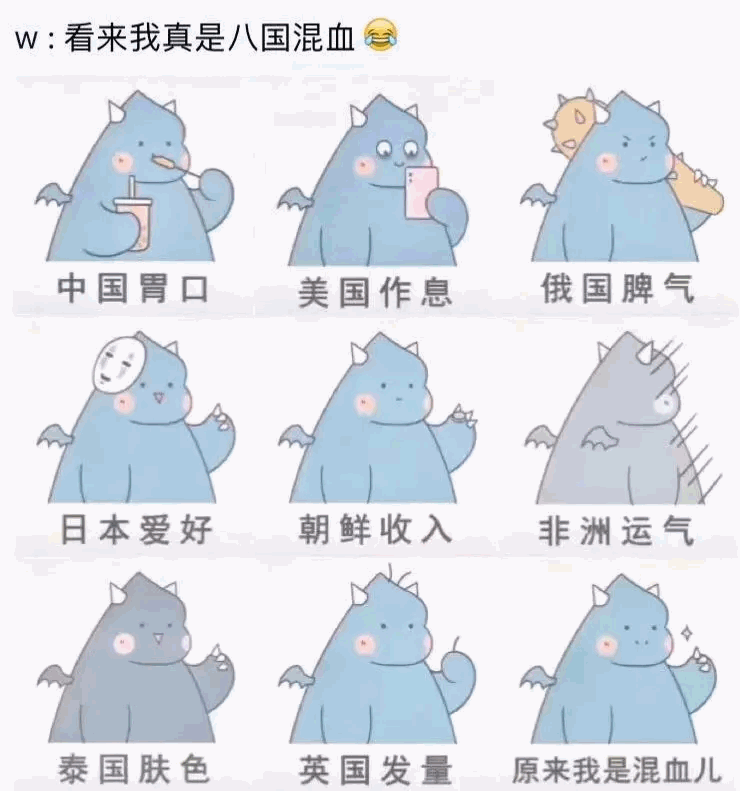 w : 看来我真是八国混血😂
中国胃口
美国作息
俄国脾气
日本爱好
朝鲜收入
非洲运气
泰国肤色
英国发量
原来我是混血儿